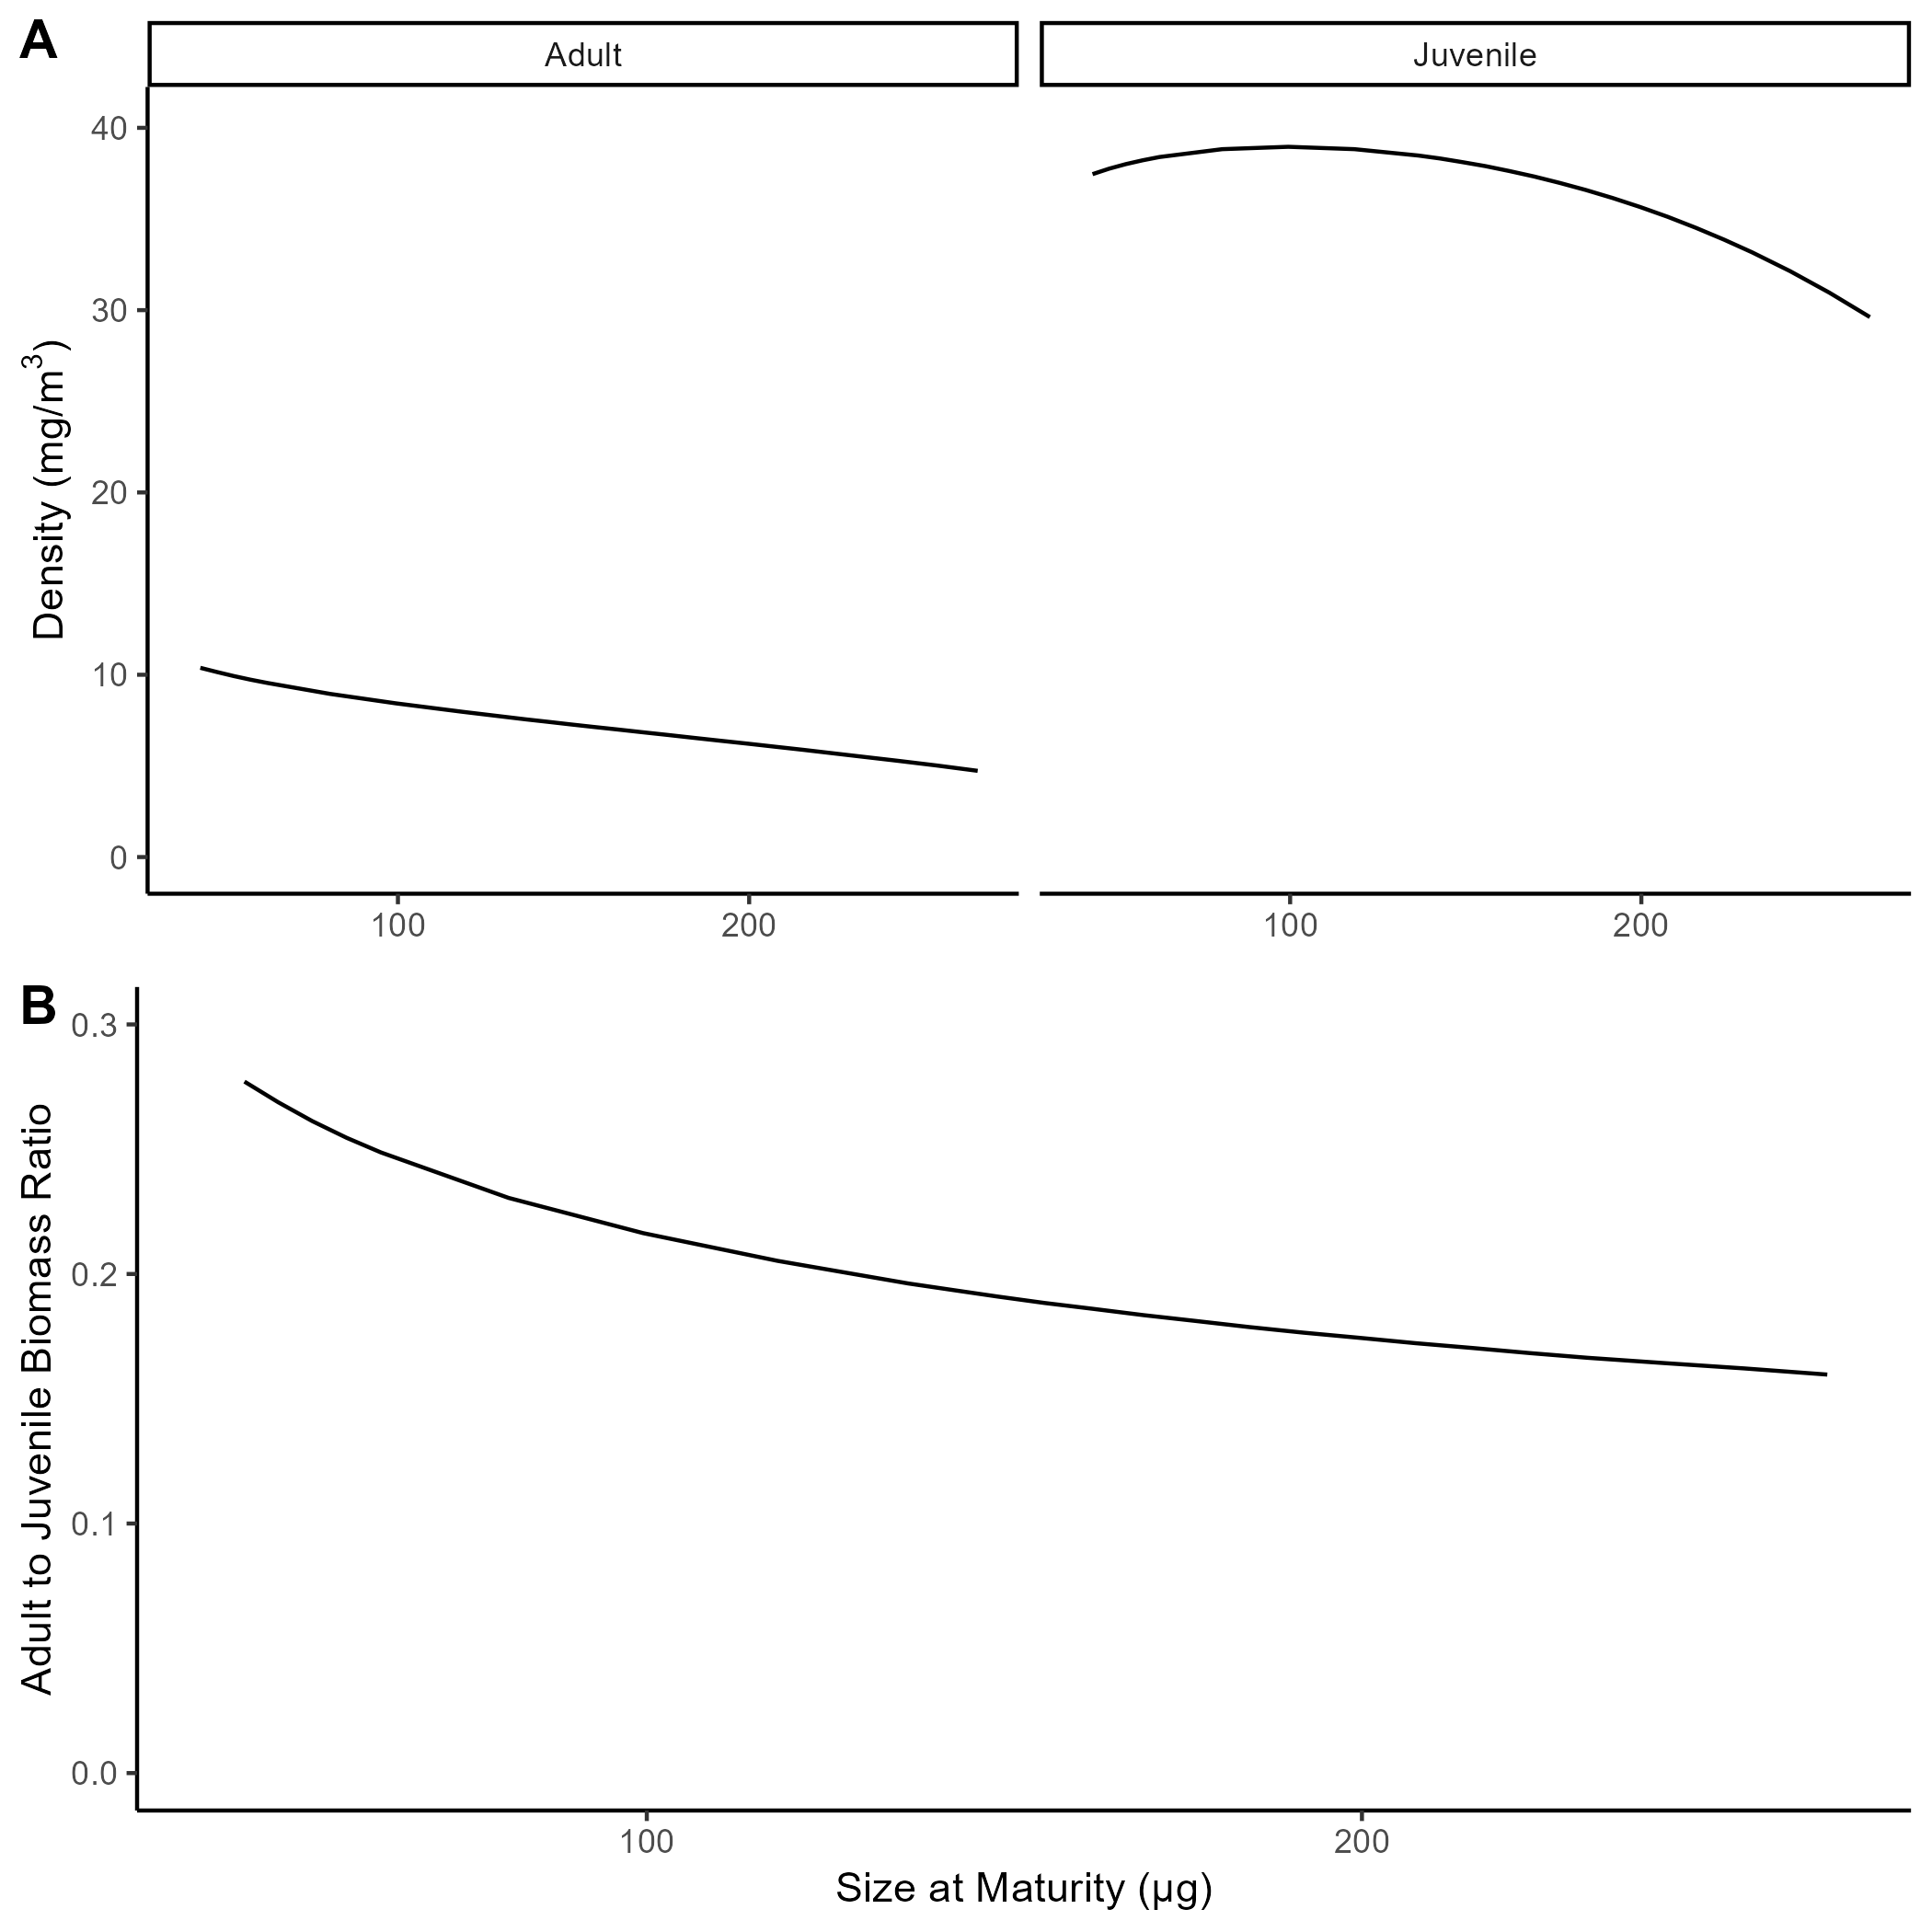 A
Adult
Juvenile
Density (mg/m³)
40
30
20
10
0
100
200
100
200
B
Adult to Juvenile Biomass Ratio
0.3
0.2
0.1
0.0
100
200
Size at Maturity (μg)